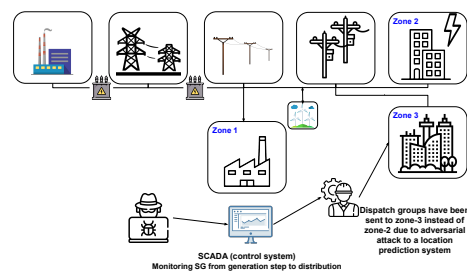 Zone 2
Zone 1
Zone 3
Dispatch groups have been
sent to zone-3 instead of
zone-2 due to adversarial
attack to a location
prediction system
SCADA (control system)
Monitoring SG from generation step to distribution